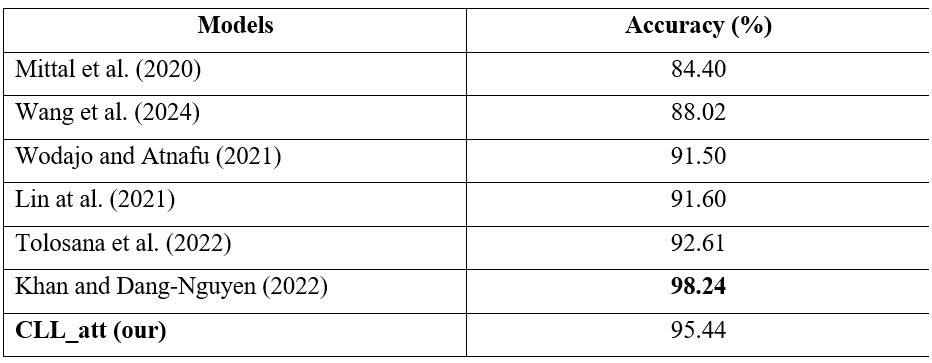 Models Accuracy (%)
Mittal et al. (2020) 84.40
Wang et al. (2024) 88.02
Wodajo and Atnafu (2021) 91.50
Lin at al. (2021) 91.60
Tolosana et al. (2022) 92.61
Khan and Dang-Nguyen (2022) 98.24
CLL_att (our) 95.44